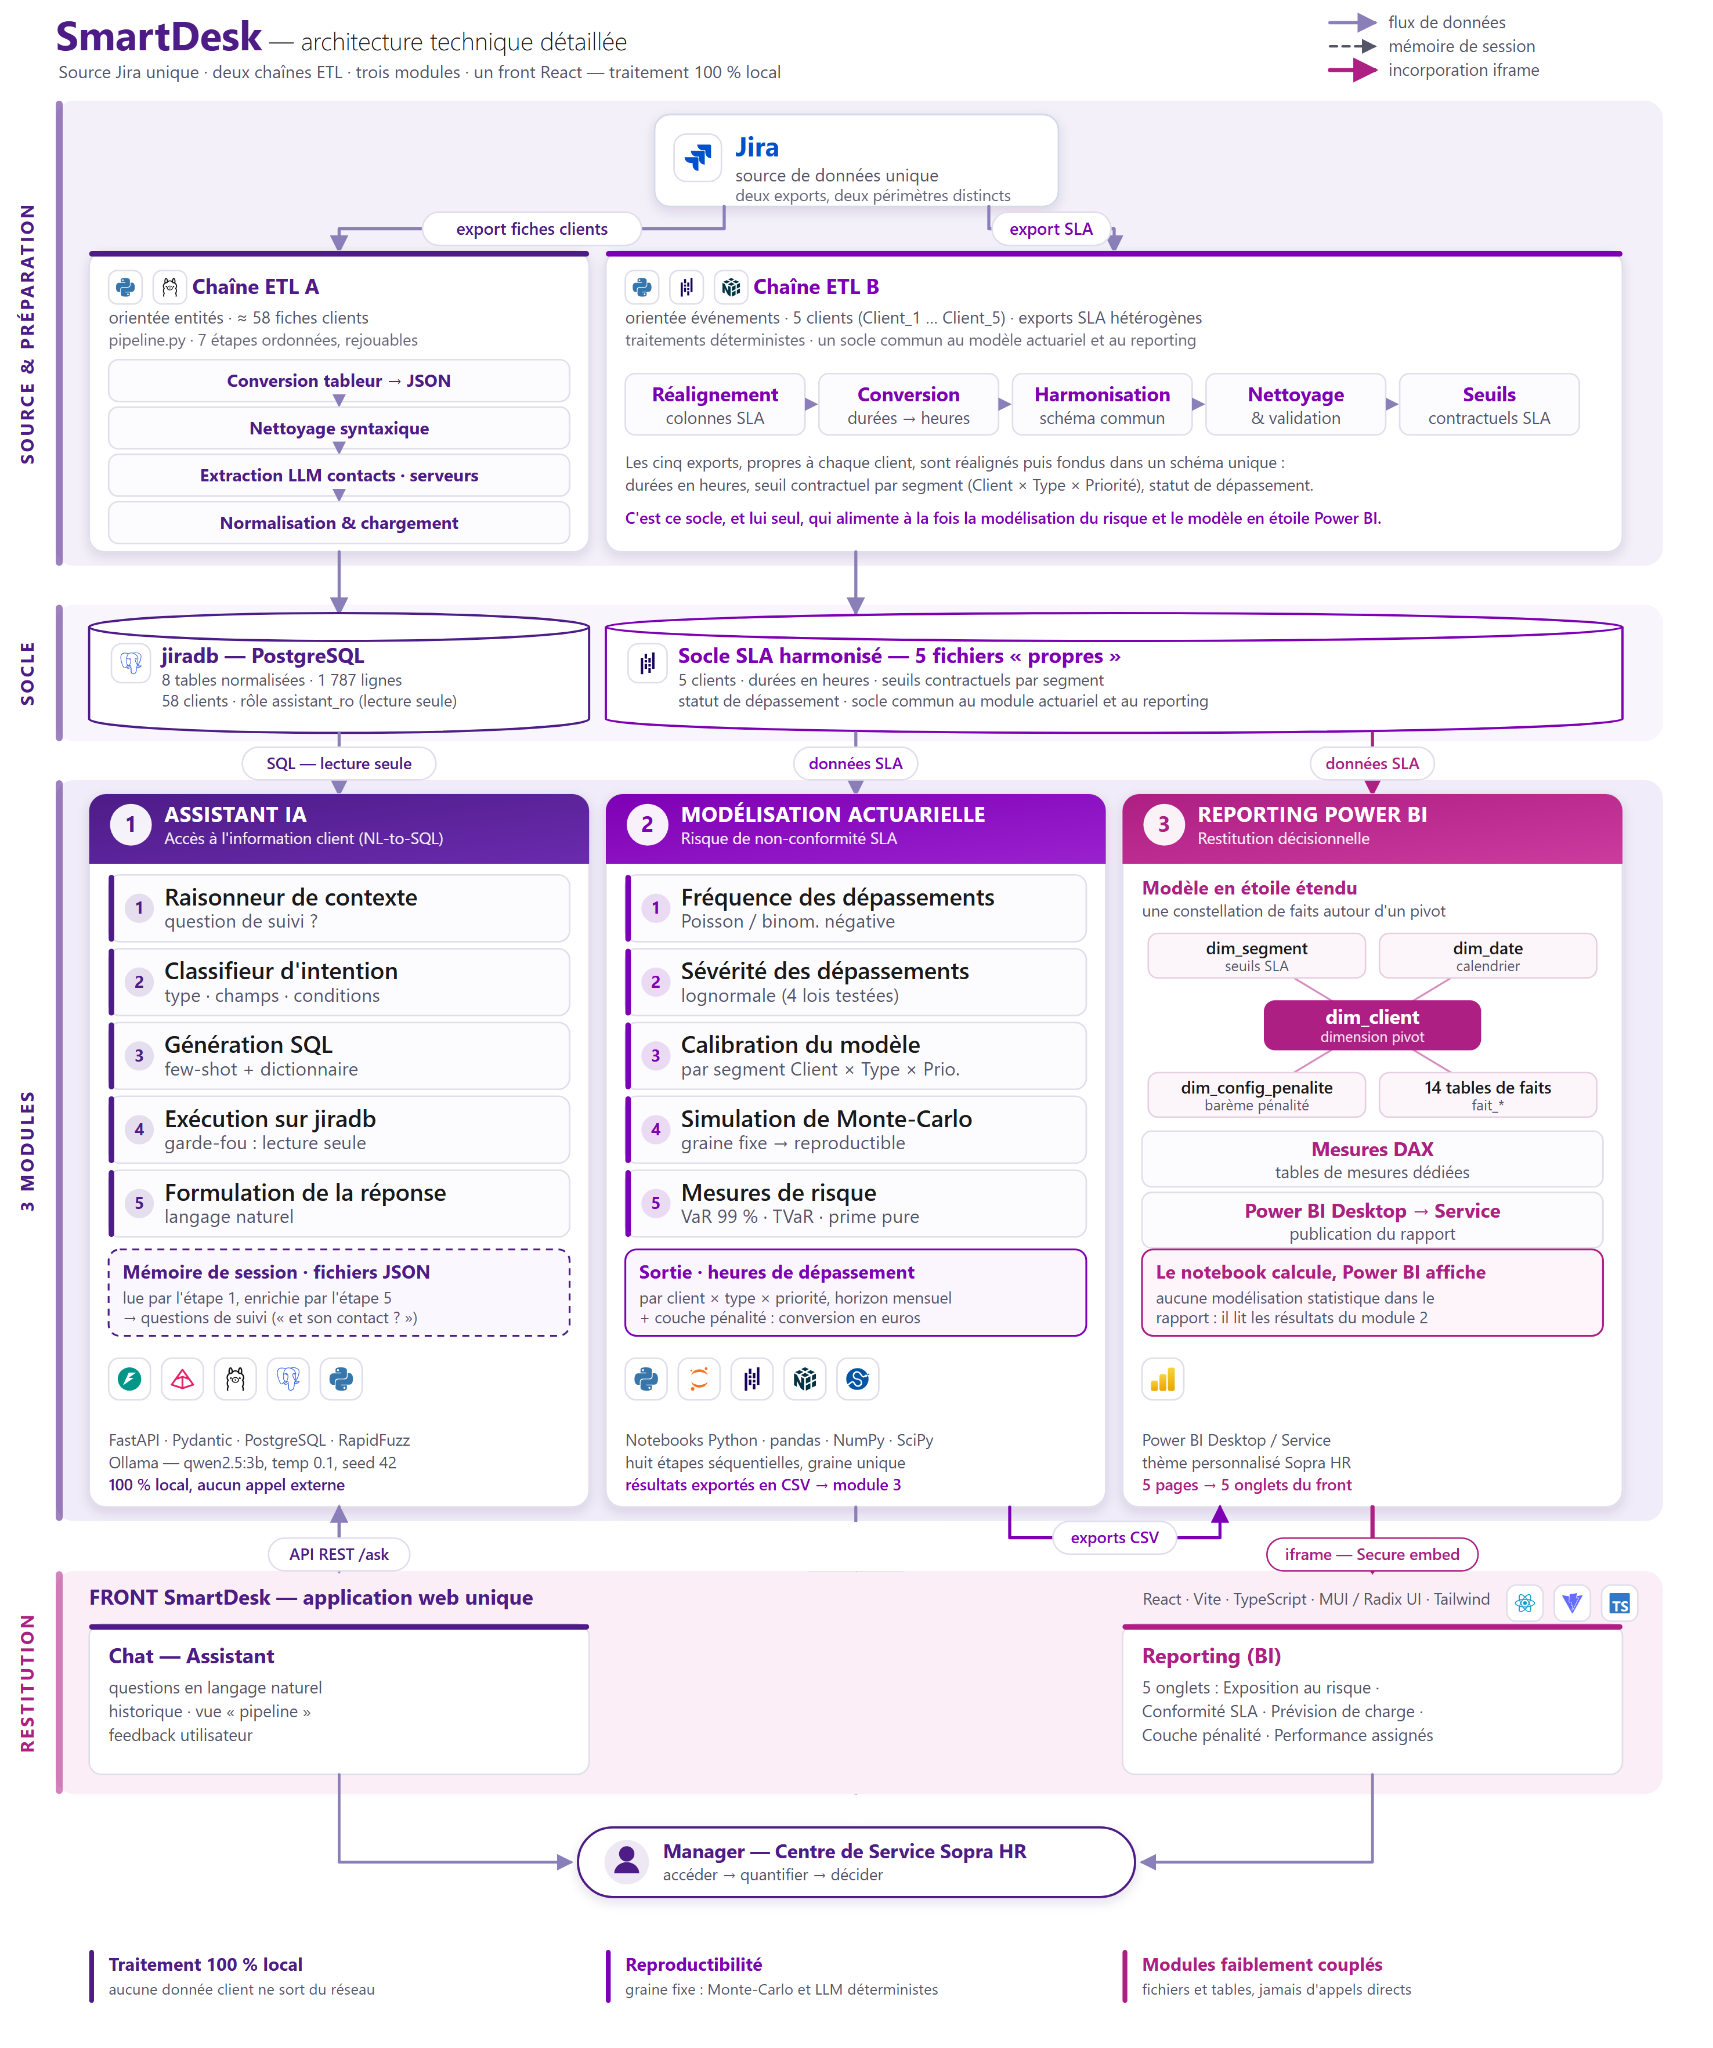 SmartDesk — architecture technique détaillée
Source Jira unique · deux chaînes ETL · trois modules · un front React — traitement 100 % local
flux de données
mémoire de session
incorporation iframe
SOURCE & PRÉPARATION
Jira
source de données unique
deux exports, deux périmètres distincts
export fiches clients
export SLA
Chaîne ETL A
orientée entités · ≈ 58 fiches clients
pipeline.py · 7 étapes ordonnées, rejouables
Conversion tableur → JSON
Nettoyage syntaxique
Extraction LLM contacts · serveurs
Normalisation & chargement
Chaîne ETL B
orientée événements · 5 clients (Client_1 … Client_5) · exports SLA hétérogènes
traitements déterministes · un socle commun au modèle actuariel et au reporting
Réalignement
colonnes SLA
Conversion
durées → heures
Harmonisation
schéma commun
Nettoyage
& validation
Seuils
contractuels SLA
Les cinq exports, propres à chaque client, sont réalignés puis fondus dans un schéma unique :
durées en heures, seuil contractuel par segment (Client × Type × Priorité), statut de dépassement.
C'est ce socle, et lui seul, qui alimente à la fois la modélisation du risque et le modèle en étoile Power BI.
SOCLE
jiradb — PostgreSQL
8 tables normalisées · 1 787 lignes
58 clients · rôle assistant_ro (lecture seule)
Socle SLA harmonisé — 5 fichiers « propres »
5 clients · durées en heures · seuils contractuels par segment
statut de dépassement · socle commun au module actuariel et au reporting
SQL — lecture seule
données SLA
données SLA
3 MODULES
1
ASSISTANT IA
Accès à l'information client (NL-to-SQL)
1
Raisonneur de contexte
question de suivi ?
2
Classifieur d'intention
type · champs · conditions
3
Génération SQL
few-shot + dictionnaire
4
Exécution sur jiradb
garde-fou : lecture seule
5
Formulation de la réponse
langage naturel
Mémoire de session · fichiers JSON
lue par l'étape 1, enrichie par l'étape 5
→ questions de suivi (« et son contact ? »)
FastAPI · Pydantic · PostgreSQL · RapidFuzz
Ollama — qwen2.5:3b, temp 0.1, seed 42
100 % local, aucun appel externe
2
MODÉLISATION ACTUARIELLE
Risque de non-conformité SLA
1
Fréquence des dépassements
Poisson / binom. négative
2
Sévérité des dépassements
lognormale (4 lois testées)
3
Calibration du modèle
par segment Client × Type × Prio.
4
Simulation de Monte-Carlo
graine fixe → reproductible
5
Mesures de risque
VaR 99 % · TVaR · prime pure
Sortie · heures de dépassement
par client × type × priorité, horizon mensuel
+ couche pénalité : conversion en euros
Notebooks Python · pandas · NumPy · SciPy
huit étapes séquentielles, graine unique
résultats exportés en CSV → module 3
3
REPORTING POWER BI
Restitution décisionnelle
Modèle en étoile étendu
une constellation de faits autour d'un pivot
dim_segment
seuils SLA
dim_date
calendrier
dim_client
dimension pivot
dim_config_penalite
barème pénalité
14 tables de faits
fait_*
Mesures DAX
tables de mesures dédiées
Power BI Desktop → Service
publication du rapport
Le notebook calcule, Power BI affiche
aucune modélisation statistique dans le
rapport : il lit les résultats du module 2
Power BI Desktop / Service
thème personnalisé Sopra HR
5 pages → 5 onglets du front
API REST /ask
exports CSV
iframe — Secure embed
RESTITUTION
FRONT SmartDesk — application web unique
React · Vite · TypeScript · MUI / Radix UI · Tailwind
TS
Chat — Assistant
questions en langage naturel
historique · vue « pipeline »
feedback utilisateur
Reporting (BI)
5 onglets : Exposition au risque ·
Conformité SLA · Prévision de charge ·
Couche pénalité · Performance assignés
Manager — Centre de Service Sopra HR
accéder → quantifier → décider
Traitement 100 % local
aucune donnée client ne sort du réseau
Reproductibilité
graine fixe : Monte-Carlo et LLM déterministes
Modules faiblement couplés
fichiers et tables, jamais d'appels directs